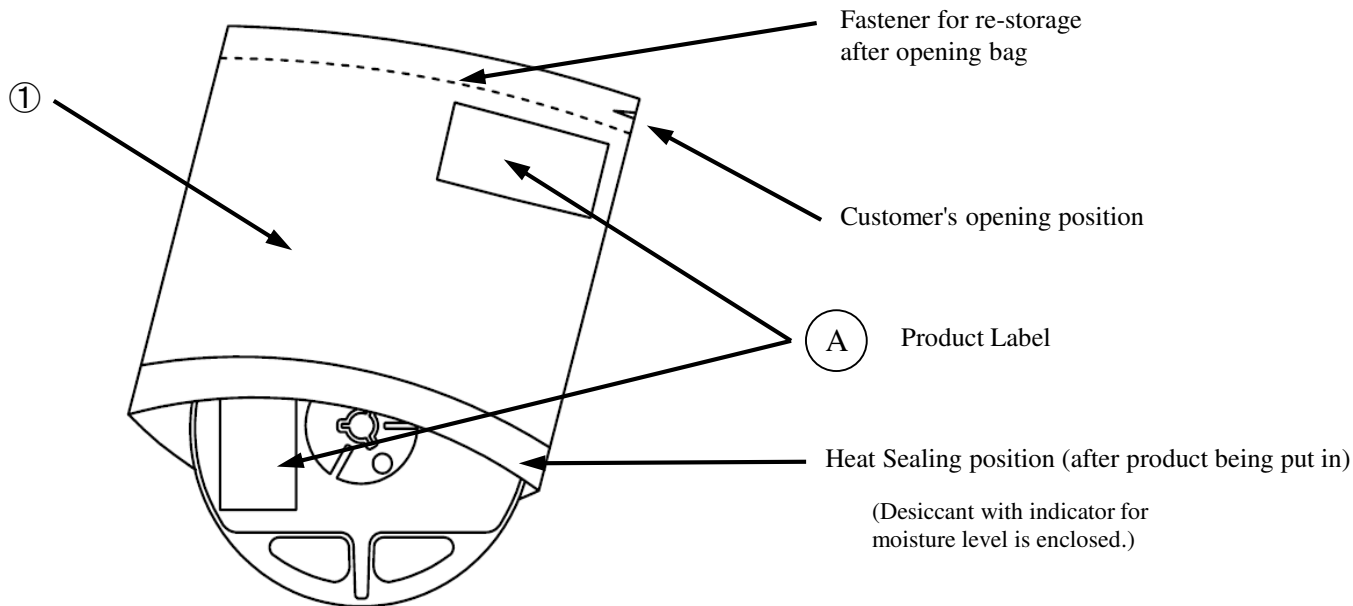 Fastener for re-storage
after opening bag
①
Customer's opening position
A Product Label
Heat Sealing position (after product being put in)
(Desiccant with indicator for
moisture level is enclosed.)